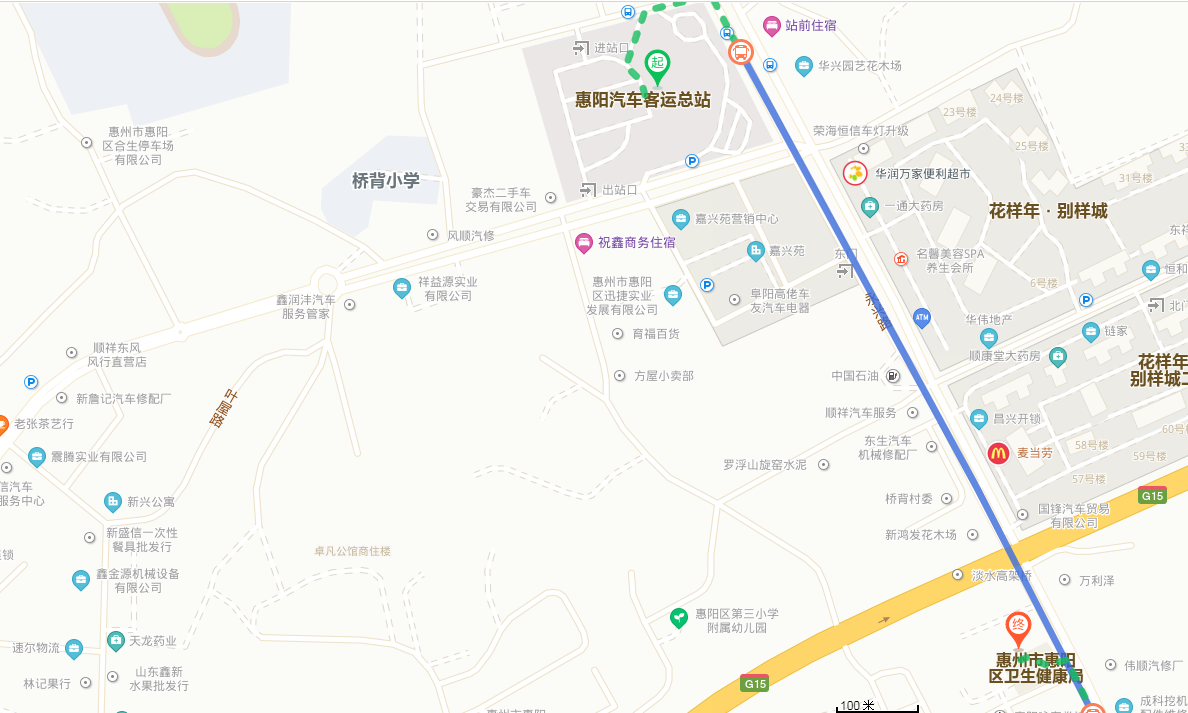 站前住宿
进站口
起
华兴园艺花木场
惠阳汽车客运总站
24号楼
23号楼
惠州市惠阳
区合生停车场
有限公司
荣海恒信车灯升级
25号楼
桥背小学
华润万家便利超市
31号楼
豪杰二手车
交易有限公司
出站口
一通大药房
花样年·别样城
风顺汽修
嘉兴苑营销中心
祝鑫商务住宿
嘉兴苑
东门
名馨美容SPA
养生会所
恒和
祥益源实业
有限公司
惠州市惠阳
区迅捷实业
发展有限公司
6号楼
鑫润沣汽车
服务管家
阜阳高佬车
友汽车电器
北门
ATM
华伟地产
育福百货
链家
顺祥东风
风行直营店
顺康堂大药房
花样年
别样城二
方屋小卖部
中国石油
新詹记汽车修配厂
叶屋路
顺祥汽车服务
昌兴开锁
老张茶艺行
60号
58号楼
东生汽车
机械修配厂
麦当劳
59号楼
震腾实业有限公司
罗浮山旋窑水泥
57号楼
信汽车
服务中心
桥背村委
G15
新兴公寓
国锋汽车贸易
有限公司
新盛信一次性
餐具批发行
新鸿发花木场
卓凡公馆商住楼
鑫金源机械设备
有限公司
淡水高架桥
万利泽
惠阳区第三小学
附属幼儿园
终
天龙药业
速尔物流
惠州市惠阳
区卫生健康局
伟顺汽修厂
山东鑫新
水果批发行
林记果行
G15
100 米
成科挖机
惠州市惠阳